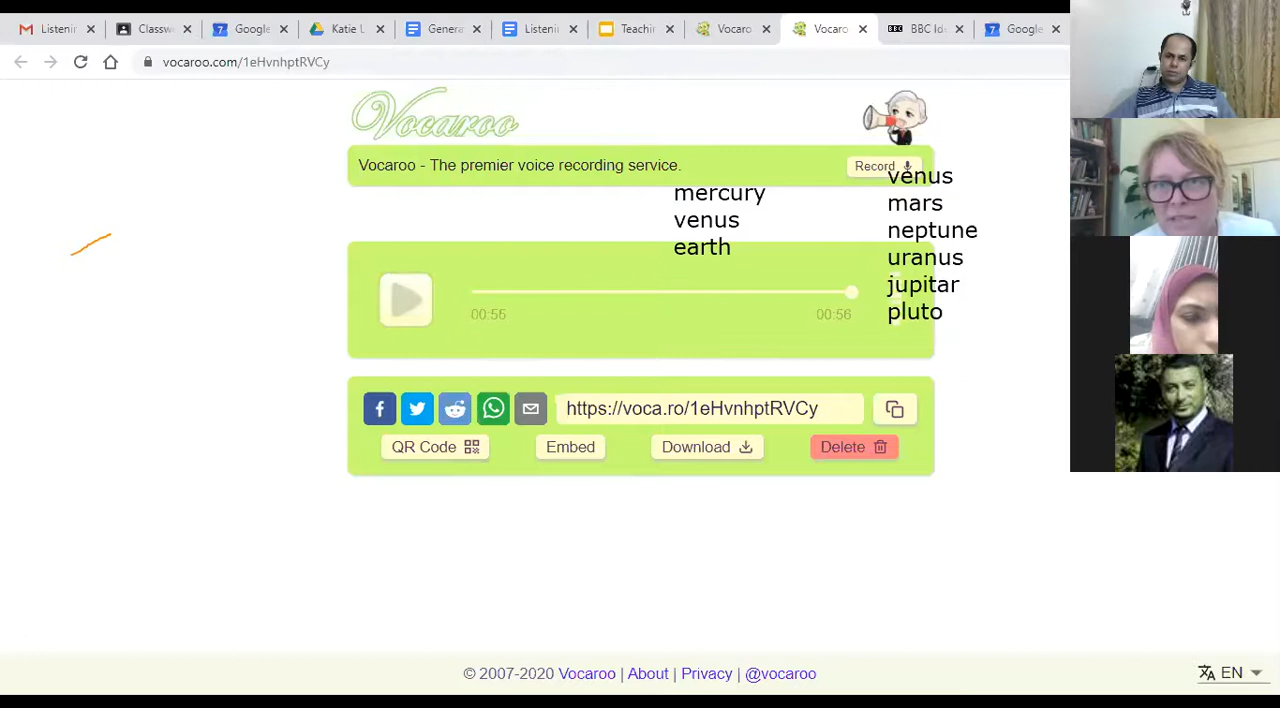 Listenin
Classw
Google
Katie L
Genera
Listenin
Teachin
Vocaro
Vocaro
BBC
BBC lo
Google
vocaroo.com/1eHvnhptRVCy
Vocaroo
Vocaroo - The premier voice recording service.
Record
mercury
venus
earth
venus
mars
neptune
uranus
jupitar
pluto
00:56
00:56
https://voca.ro/1eHvnhptRVCy
QR Code
Embed
Download
Delete
© 2007-2020 Vocaroo | About | Privacy | @vocaroo
EN